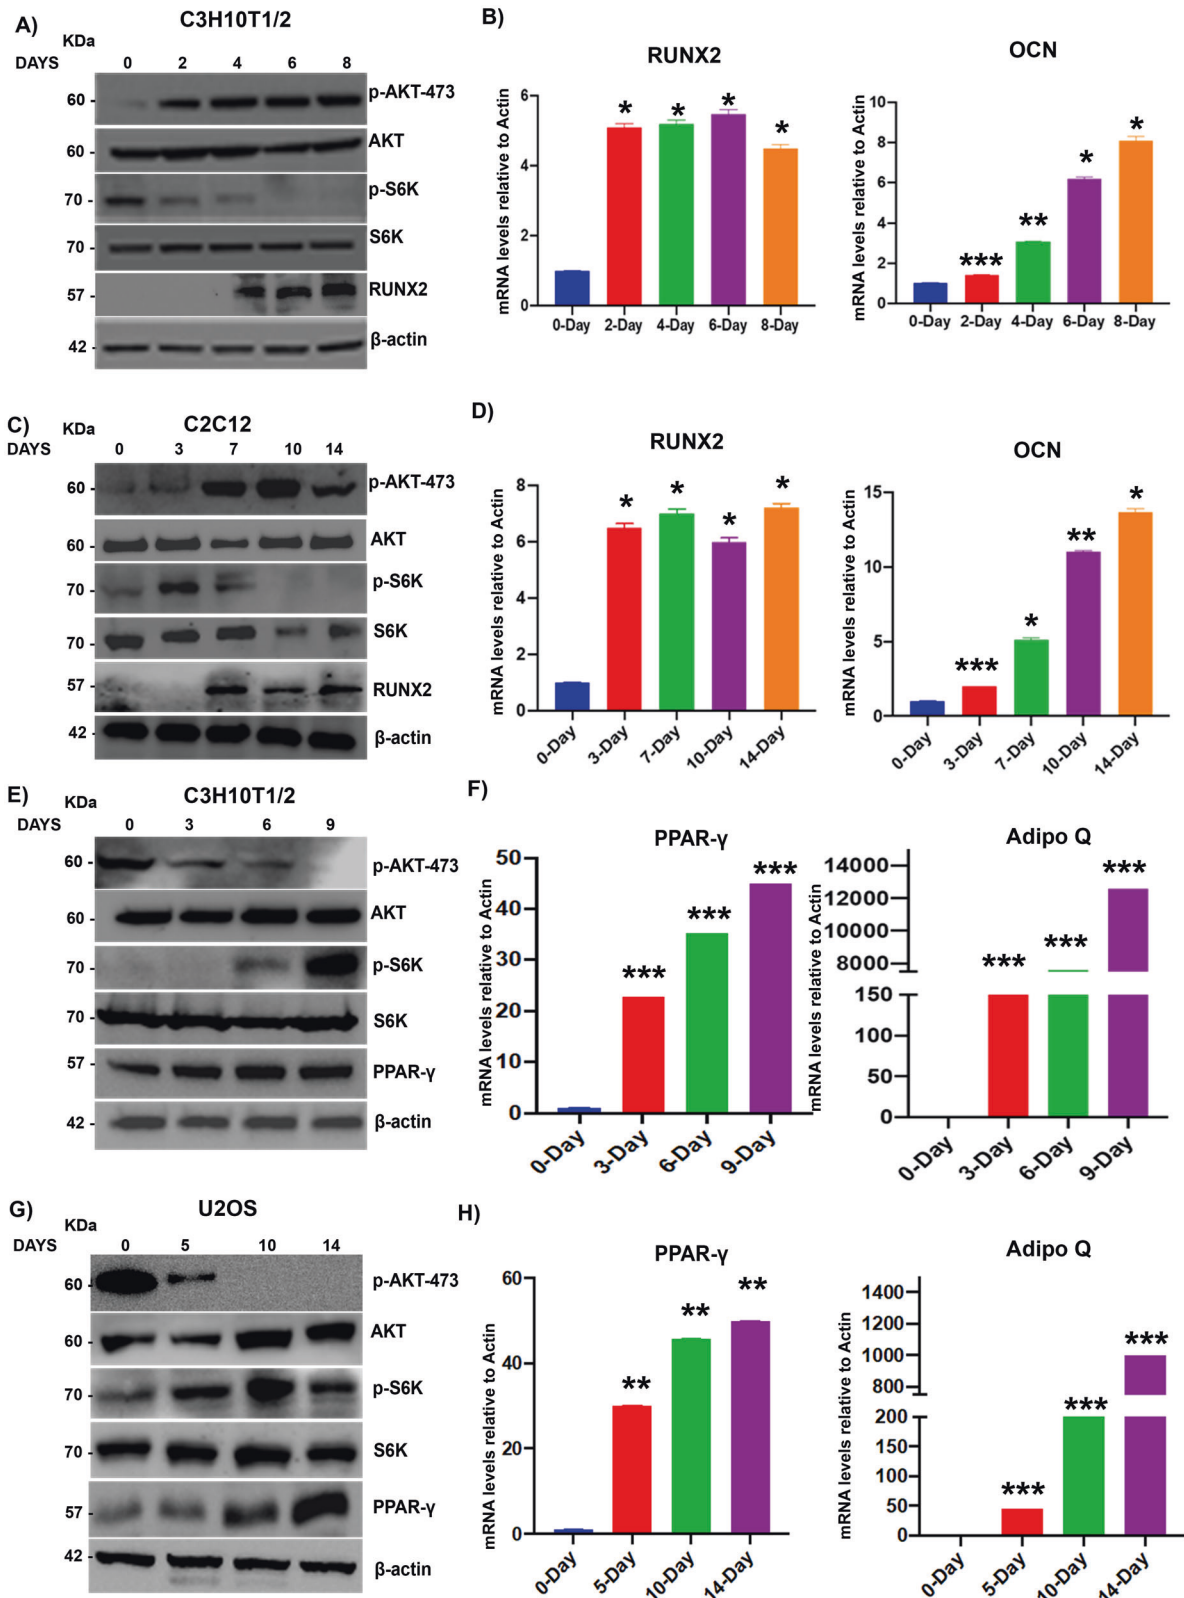 A)
C3H10T1/2
KDa
DAYS 0 2 4 6 8
60 - p-AKT-473
60 - AKT
70 - p-S6K
70 - S6K
57 - RUNX2
42 - β-actin
B)
RUNX2
mRNA levels relative to Actin
6
4
2
0
* * * *
0-Day 2-Day 4-Day 6-Day 8-Day
OCN
mRNA levels relative to Actin
10
8
6
4
2
0
*** ** * *
0-Day 2-Day 4-Day 6-Day 8-Day
C)
C2C12
KDa
DAYS 0 3 7 10 14
60 - p-AKT-473
60 - AKT
70 - p-S6K
70 - S6K
57 - RUNX2
42 - β-actin
D)
RUNX2
mRNA levels relative to Actin
8
6
4
2
0
* * * *
0-Day 3-Day 7-Day 10-Day 14-Day
OCN
mRNA levels relative to Actin
15
10
5
0
*** * ** *
0-Day 3-Day 7-Day 10-Day 14-Day
E)
C3H10T1/2
KDa
DAYS 0 3 6 9
60 - p-AKT-473
60 - AKT
70 - p-S6K
70 - S6K
57 - PPAR-γ
42 - β-actin
F)
PPAR-γ
mRNA levels relative to Actin
50
40
30
20
10
0
*** *** ***
0-Day 3-Day 6-Day 9-Day
Adipo Q
mRNA levels relative to Actin
14000
12000
10000
8000
150
100
50
0
*** *** ***
0-Day 3-Day 6-Day 9-Day
G)
U2OS
KDa
DAYS 0 5 10 14
60 - p-AKT-473
60 - AKT
70 - p-S6K
70 - S6K
57 - PPAR-γ
42 - β-actin
H)
PPAR-γ
mRNA levels relative to Actin
60
40
20
0
** ** **
0-Day 5-Day 10-Day 14-Day
Adipo Q
mRNA levels relative to Actin
1400
1200
1000
800
200
150
100
50
0
*** *** ***
0-Day 5-Day 10-Day 14-Day